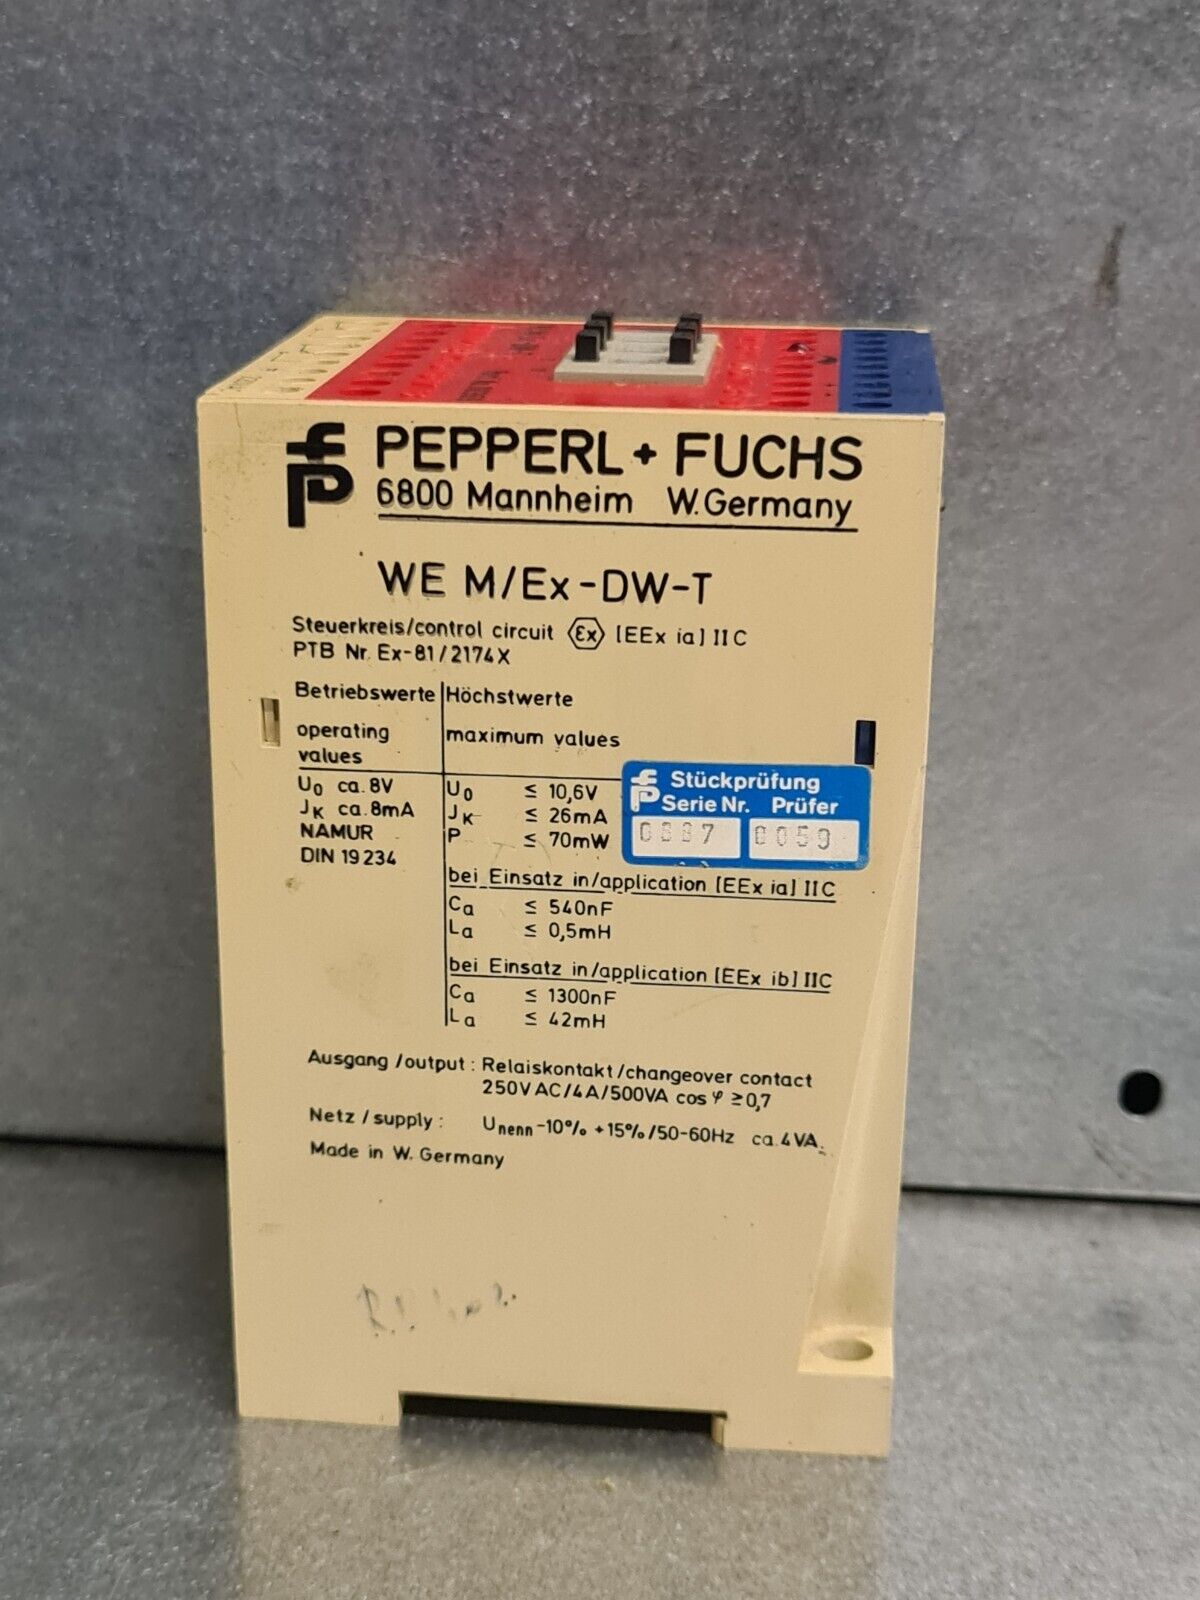 PEPPERL + FUCHS
6800 Mannheim W.Germany
WE M/Ex-DW-T
Steuerkreis/control circuit Ex [EEx ia] IIC
PTB Nr. Ex-81/2174X
Betriebswerte Höchstwerte
operating values maximum values
U₀ ca. 8V U₀ ≤ 10,6V
Jₖ ca. 8mA Jₖ ≤ 26mA
NAMUR P ≤ 70mW
DIN 19234
Stückprüfung
Serie Nr. Prüfer
bei Einsatz in/application [EEx ia] IIC
Cₐ ≤ 540nF
Lₐ ≤ 0,5mH
bei Einsatz in/application [EEx ib] IIC
Cₐ ≤ 1300nF
Lₐ ≤ 42mH
Ausgang/output: Relaiskontakt/changeover contact
250VAC/4A/500VA cos φ ≥ 0,7
Netz/supply: Unenn -10% +15%/50-60Hz ca. 4VA.
Made in W. Germany